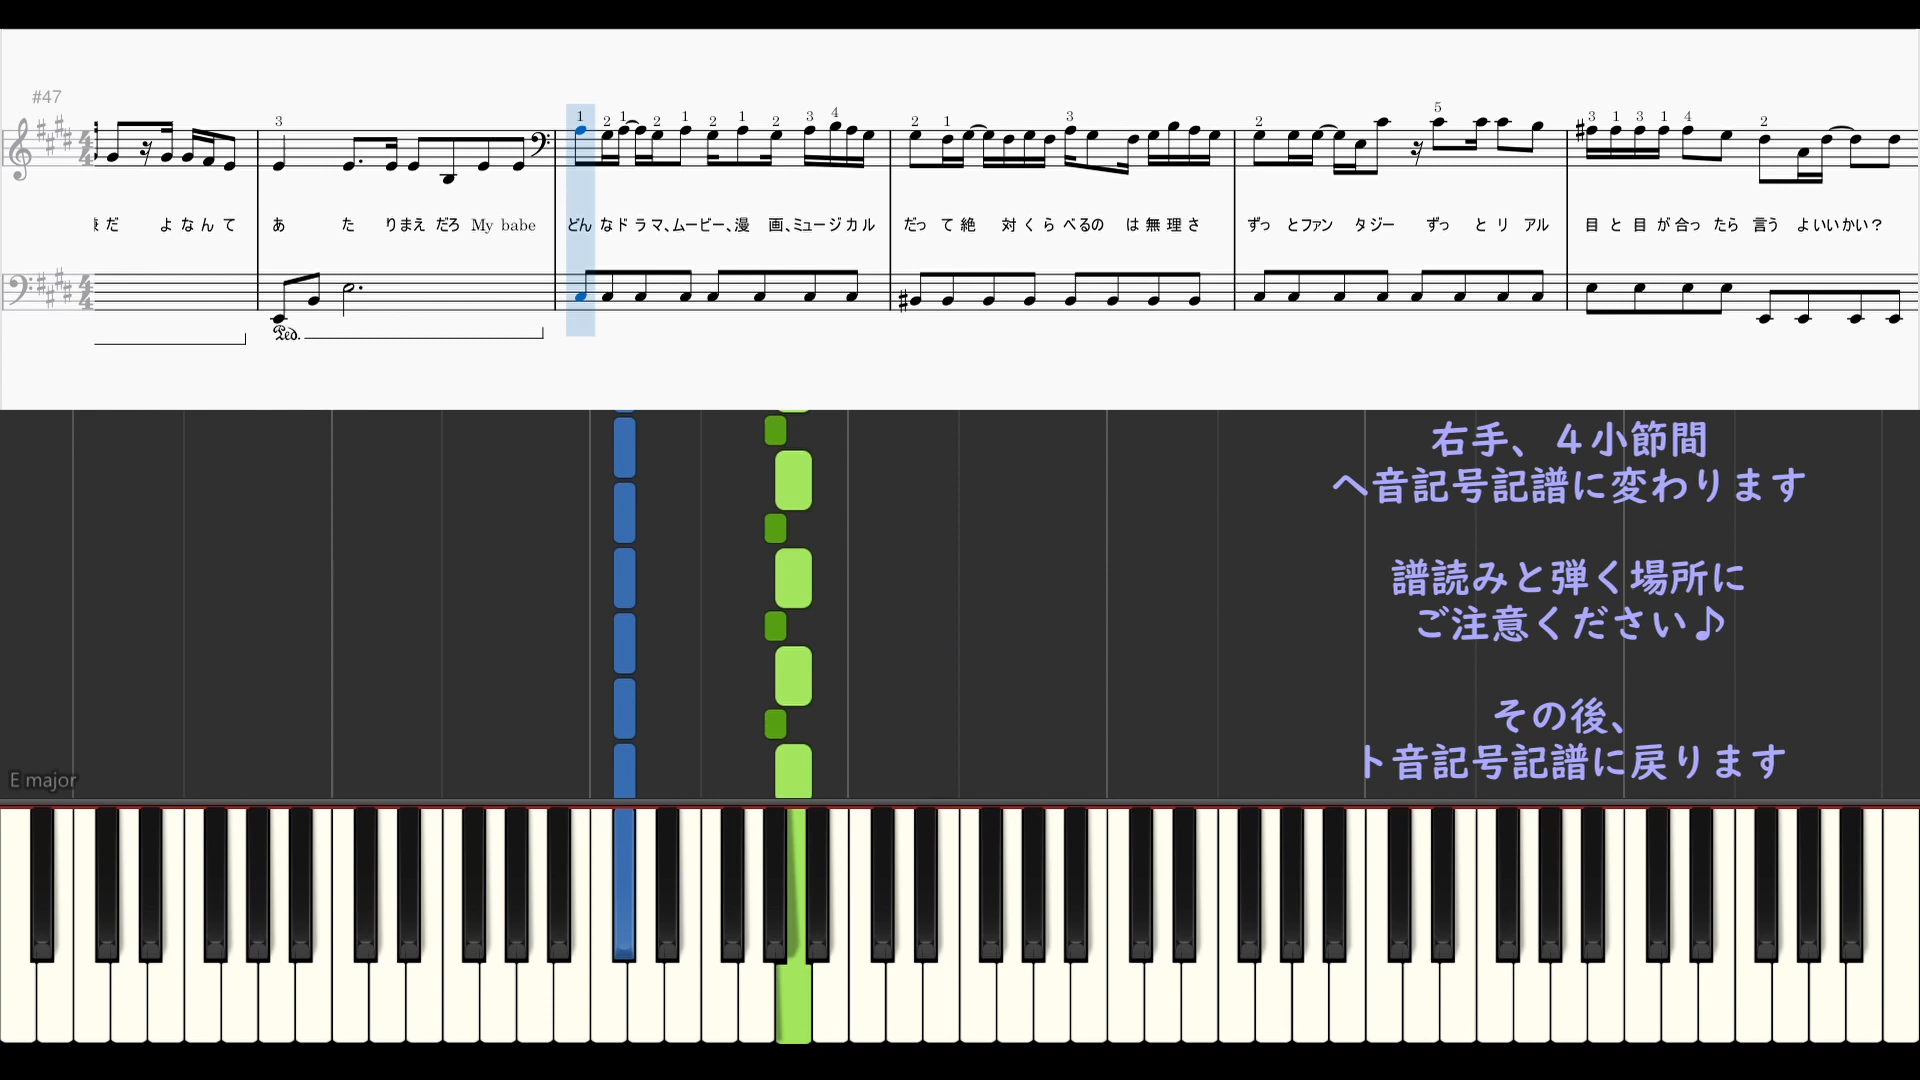 #47
だ よなんて あ た りまえ だろ My babe どん なド ラマ、ムービー、漫 画、ミュージカル だって絶 対くらべるの は無理さ ずっ とファン タジー ずっ とリアル 目と目が合ったら 言う よいいかい？
右手、４小節間
ヘ音記号記譜に変わります
譜読みと弾く場所に
ご注意ください♪
その後、
ト音記号記譜に戻ります
E major